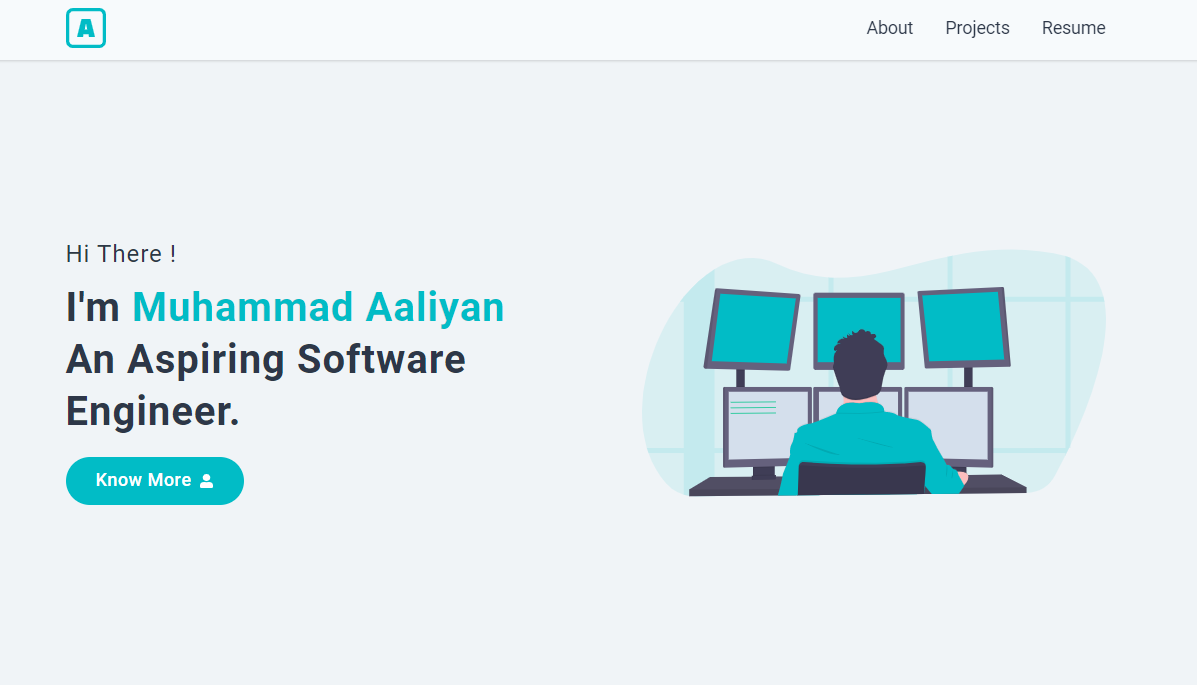 A
About Projects Resume
Hi There !
I'm Muhammad Aaliyan
An Aspiring Software
Engineer.
Know More